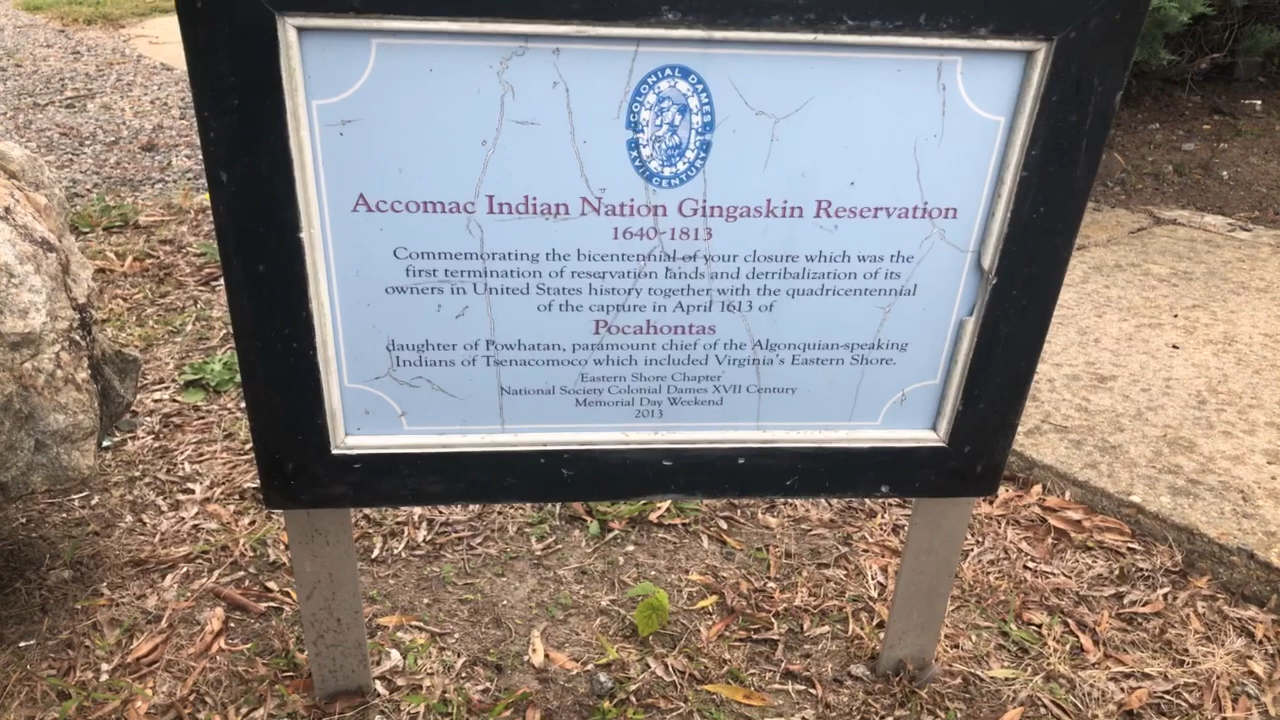 COLONIAL DAMES
XVII CENTURY
Accomac Indian Nation Gingaskin Reservation
1640-1813
Commemorating the bicentennial of your closure which was the
first termination of reservation lands and detribalization of its
owners in United States history together with the quadricentennial
of the capture in April 1613 of
Pocahontas
daughter of Powhatan, paramount chief of the Algonquian-speaking
Indians of Tsenacomoco which included Virginia's Eastern Shore.
Eastern Shore Chapter
National Society Colonial Dames XVII Century
Memorial Day Weekend
2013